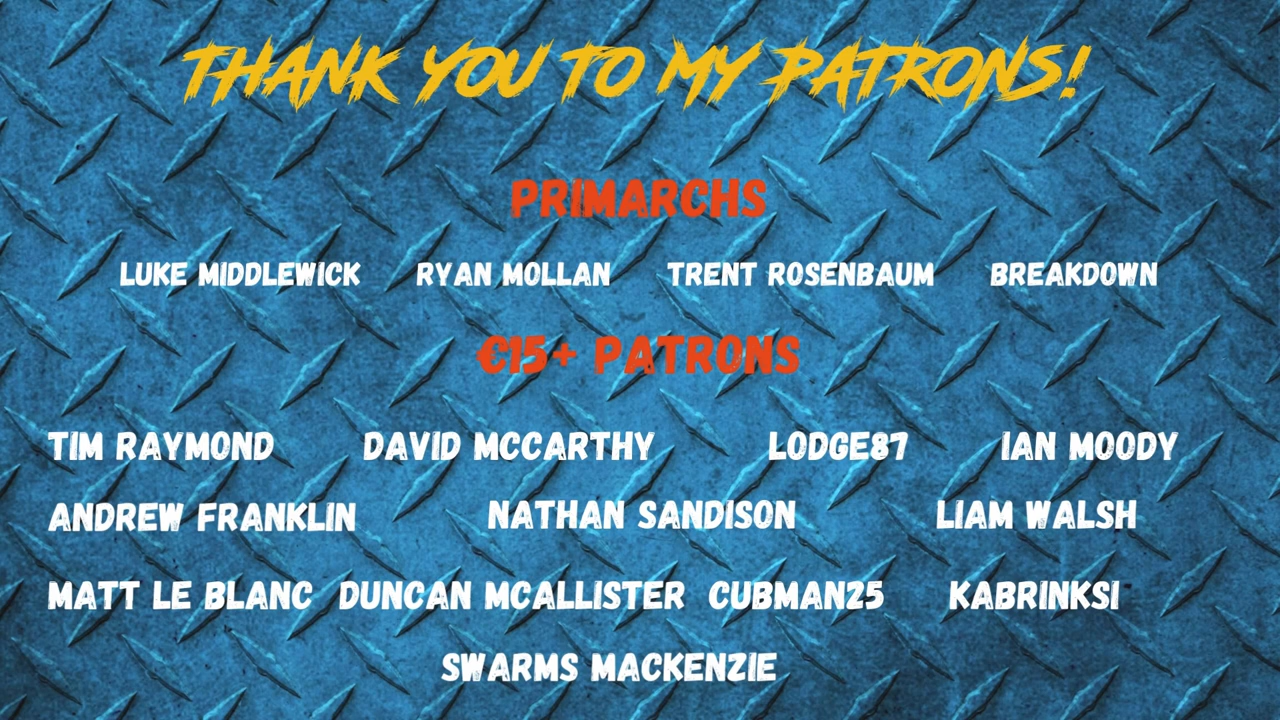 THANK YOU TO MY PATRONS!
PRIMARCHS
LUKE MIDDLEWICK RYAN MOLLAN TRENT ROSENBAUM BREAKDOWN
€15+ PATRONS
TIM RAYMOND DAVID MCCARTHY LODGE87 IAN MOODY
ANDREW FRANKLIN NATHAN SANDISON LIAM WALSH
MATT LE BLANC DUNCAN MCALLISTER CUBMAN25 KABRINKSI
SWARMS MACKENZIE